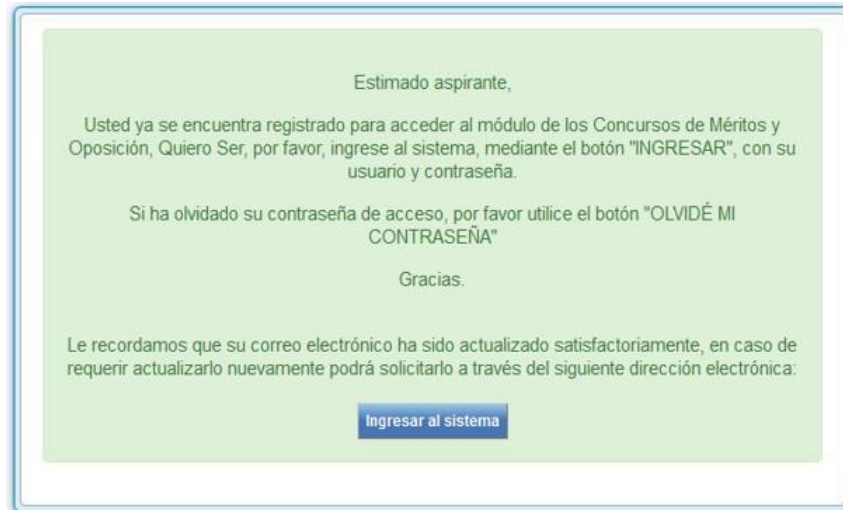 Estimado aspirante,
Usted ya se encuentra registrado para acceder al módulo de los Concursos de Méritos y
Oposición, Quiero Ser, por favor, ingrese al sistema, mediante el botón "INGRESAR", con su
usuario y contraseña.
Si ha olvidado su contraseña de acceso, por favor utilice el botón "OLVIDÉ MI
CONTRASEÑA"
Gracias.
Le recordamos que su correo electrónico ha sido actualizado satisfactoriamente, en caso de
requerir actualizarlo nuevamente podrá solicitarlo a través del siguiente dirección electrónica:
Ingresar al sistema